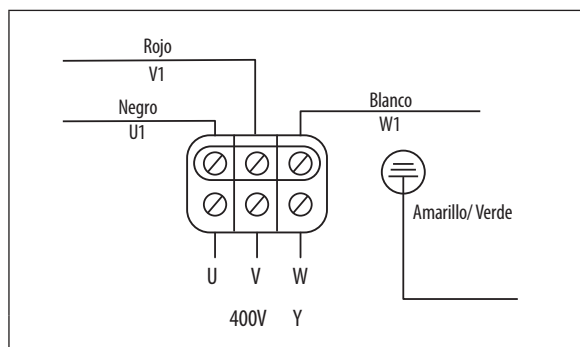 Rojo
V1
Negro
U1
Blanco
W1
Amarillo/ Verde
U V W
400V Y